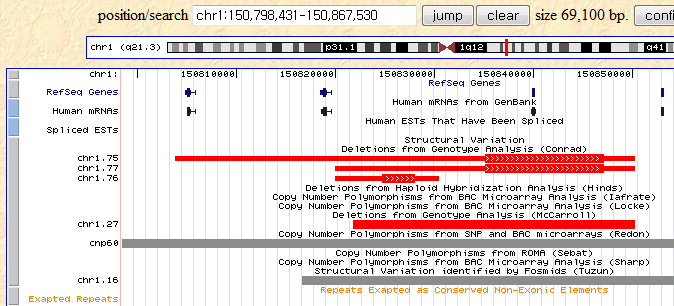 position/search chr1:150,798,431-150,867,530 jump clear size 69,100 bp. confi
chr1 (q21.3) p31.1 1q12 q41
chr1: 150810000 150820000 150830000 150840000 150850000
RefSeq Genes
RefSeq Genes
Human mRNAs from GenBank
Human mRNAs
Human ESTs That Have Been Spliced
Spliced ESTs
Structural Variation
Deletions from Genotype Analysis (Conrad)
chr1.75
chr1.77
chr1.76
Deletions from Haploid Hybridization Analysis (Hinds)
Copy Number Polymorphisms from BAC Microarray Analysis (Iafrate)
Copy Number Polymorphisms from BAC Microarray Analysis (Locke)
Deletions from Genotype Analysis (McCarroll)
chr1.27
Copy Number Polymorphisms from SNP and BAC microarrays (Redon)
cnp60
Copy Number Polymorphisms from ROMA (Sebat)
Copy Number Polymorphisms from BAC Microarray Analysis (Sharp)
Structural Variation identified by Fosmids (Tuzun)
chr1.16
Repeats Exapted as Conserved Non-Exonic Elements
Exapted Repeats